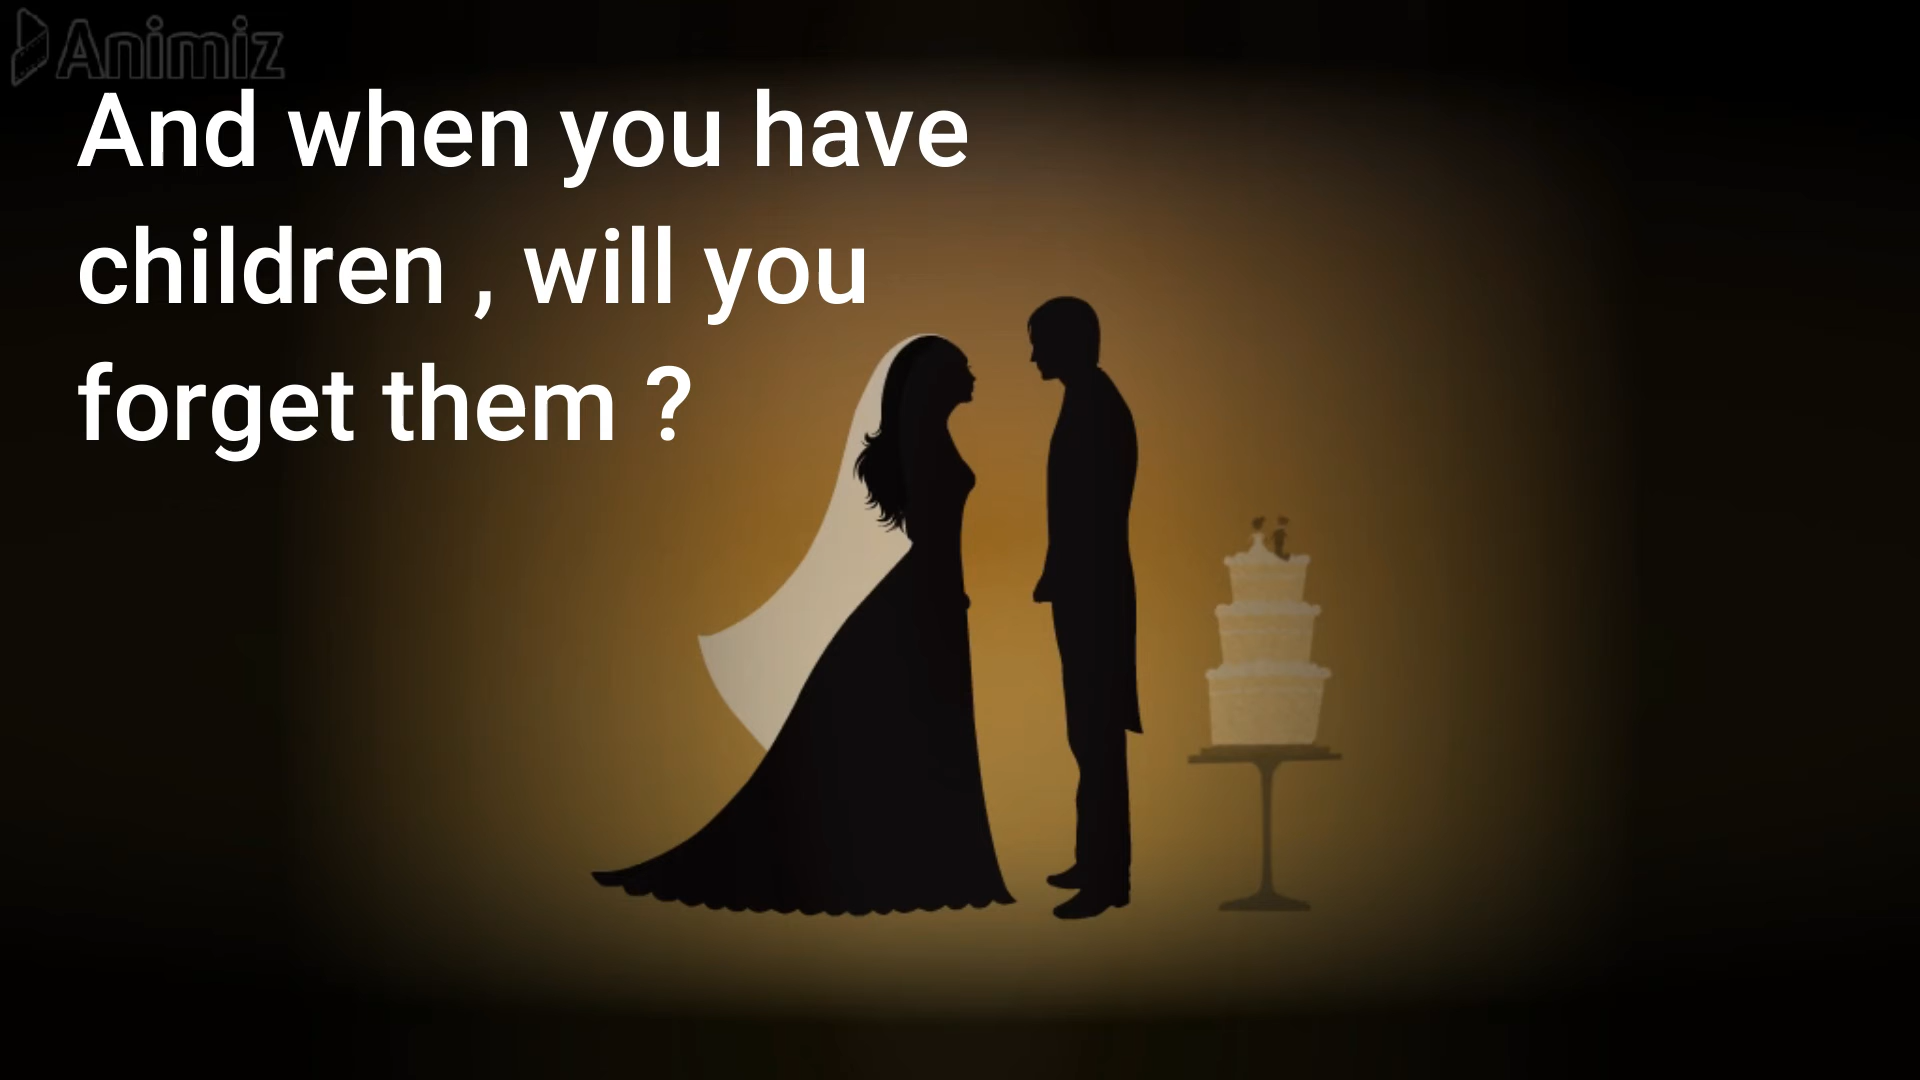 Animiz
And when you have
children , will you
forget them ?